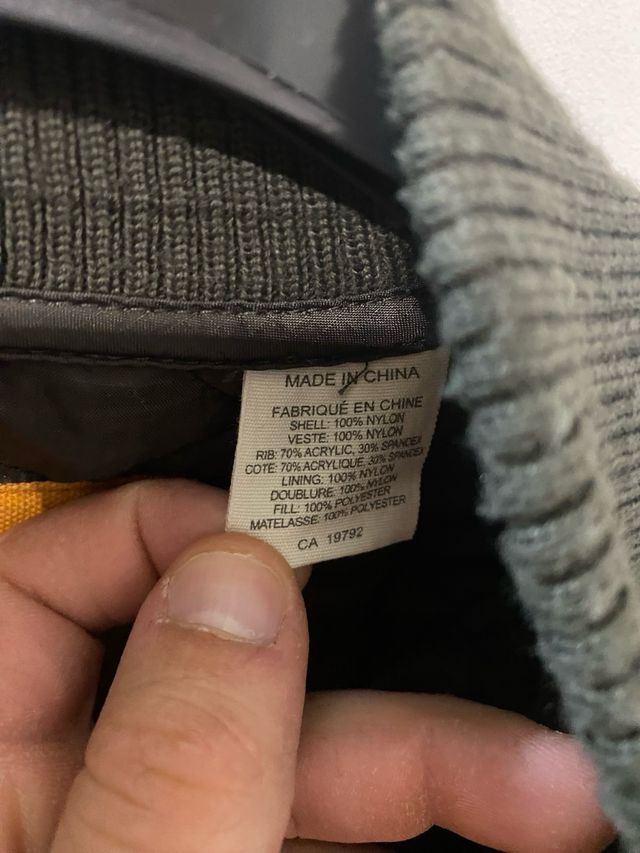 MADE IN CHINA
FABRIQUÉ EN CHINE
SHELL: 100% NYLON
VESTE: 100% NYLON
RIB: 70% ACRYLIC, 30% SPANDEX
COTE: 70% ACRYLIQUE, 30% SPANDEX
LINING: 100% NYLON
DOUBLURE: 100% NYLON
FILL: 100% POLYESTER
MATELASSE: 100% POLYESTER
CA 19792